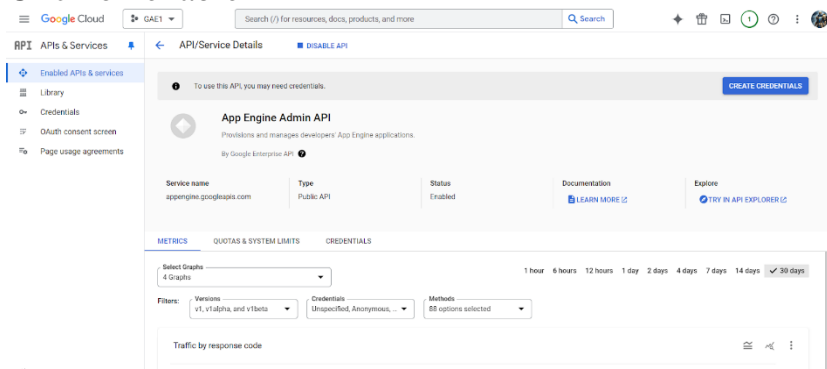 Google Cloud
GAE1
Search (/) for resources, docs, products, and more
Search
1
API APIs & Services
API/Service Details
DISABLE API
Enabled APIs & services
Library
Credentials
OAuth consent screen
Page usage agreements
To use this API, you may need credentials.
CREATE CREDENTIALS
App Engine Admin API
Provisions and manages developers' App Engine applications.
By Google Enterprise API
Service name
Type
Status
Documentation
Explore
appengine.googleapis.com
Public API
Enabled
LEARN MORE
TRY IN API EXPLORER
METRICS
QUOTAS & SYSTEM LIMITS
CREDENTIALS
Select Graphs
4 Graphs
1 hour 6 hours 12 hours 1 day 2 days 4 days 7 days 14 days 30 days
Filters:
Versions
v1, v1alpha, and v1beta
Credentials
Unspecified, Anonymous, ...
Methods
88 options selected
Traffic by response code